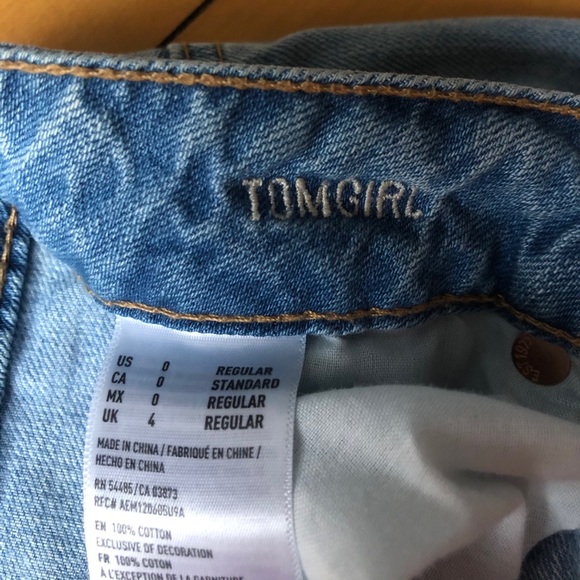 TOMGIRL
US 0 REGULAR
CA 0 STANDARD
MX 0 REGULAR
UK 4 REGULAR
MADE IN CHINA / FABRIQUÉ EN CHINE /
HECHO EN CHINA
RN 54485/CA 03873
RFC# AEM120605U9A
EN 100% COTTON
EXCLUSIVE OF DECORATION
FR 100% COTON
À L'EXCEPTION DE LA GARNITURE